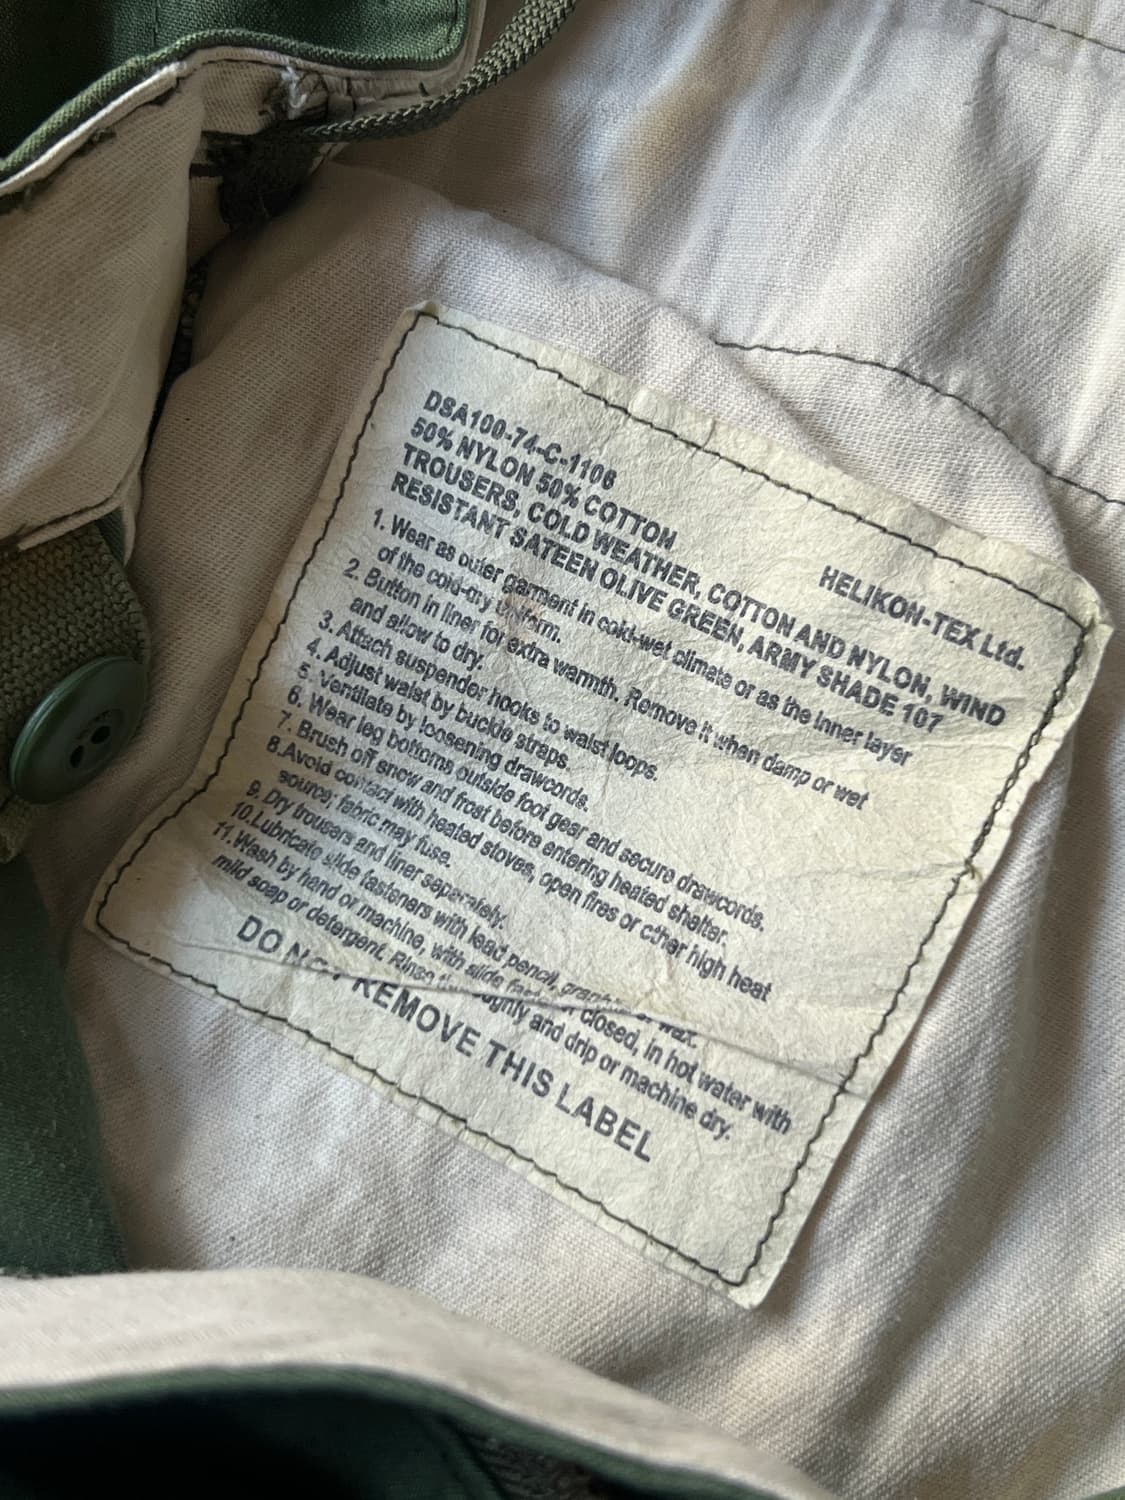 DSA100-74-C-1106
HELIKON-TEX Ltd.
50% NYLON 50% COTTON
TROUSERS, COLD WEATHER, COTTON AND NYLON, WIND
RESISTANT SATEEN OLIVE GREEN, ARMY SHADE 107
1. Wear as outer garment in cold-wet climate or as the inner layer
of the cold-dry uniform.
2. Button in liner for extra warmth. Remove it when damp or wet
and allow to dry.
3. Attach suspender hooks to waist loops.
4. Adjust waist by buckle straps.
5. Ventilate by loosening drawcords.
6. Wear leg bottoms outside foot gear and secure drawcords.
7. Brush off snow and frost before entering heated shelter.
8.Avoid contact with heated stoves, open fires or other high heat
source; fabric may fuse.
9. Dry trousers and liner separately.
10.Lubricate slide fasteners with lead pencil, wax.
11.Wash by hand or machine, with slide closed, in hot water with
mild soap or detergent. Rinse and drip or machine dry.
DO NOT REMOVE THIS LABEL